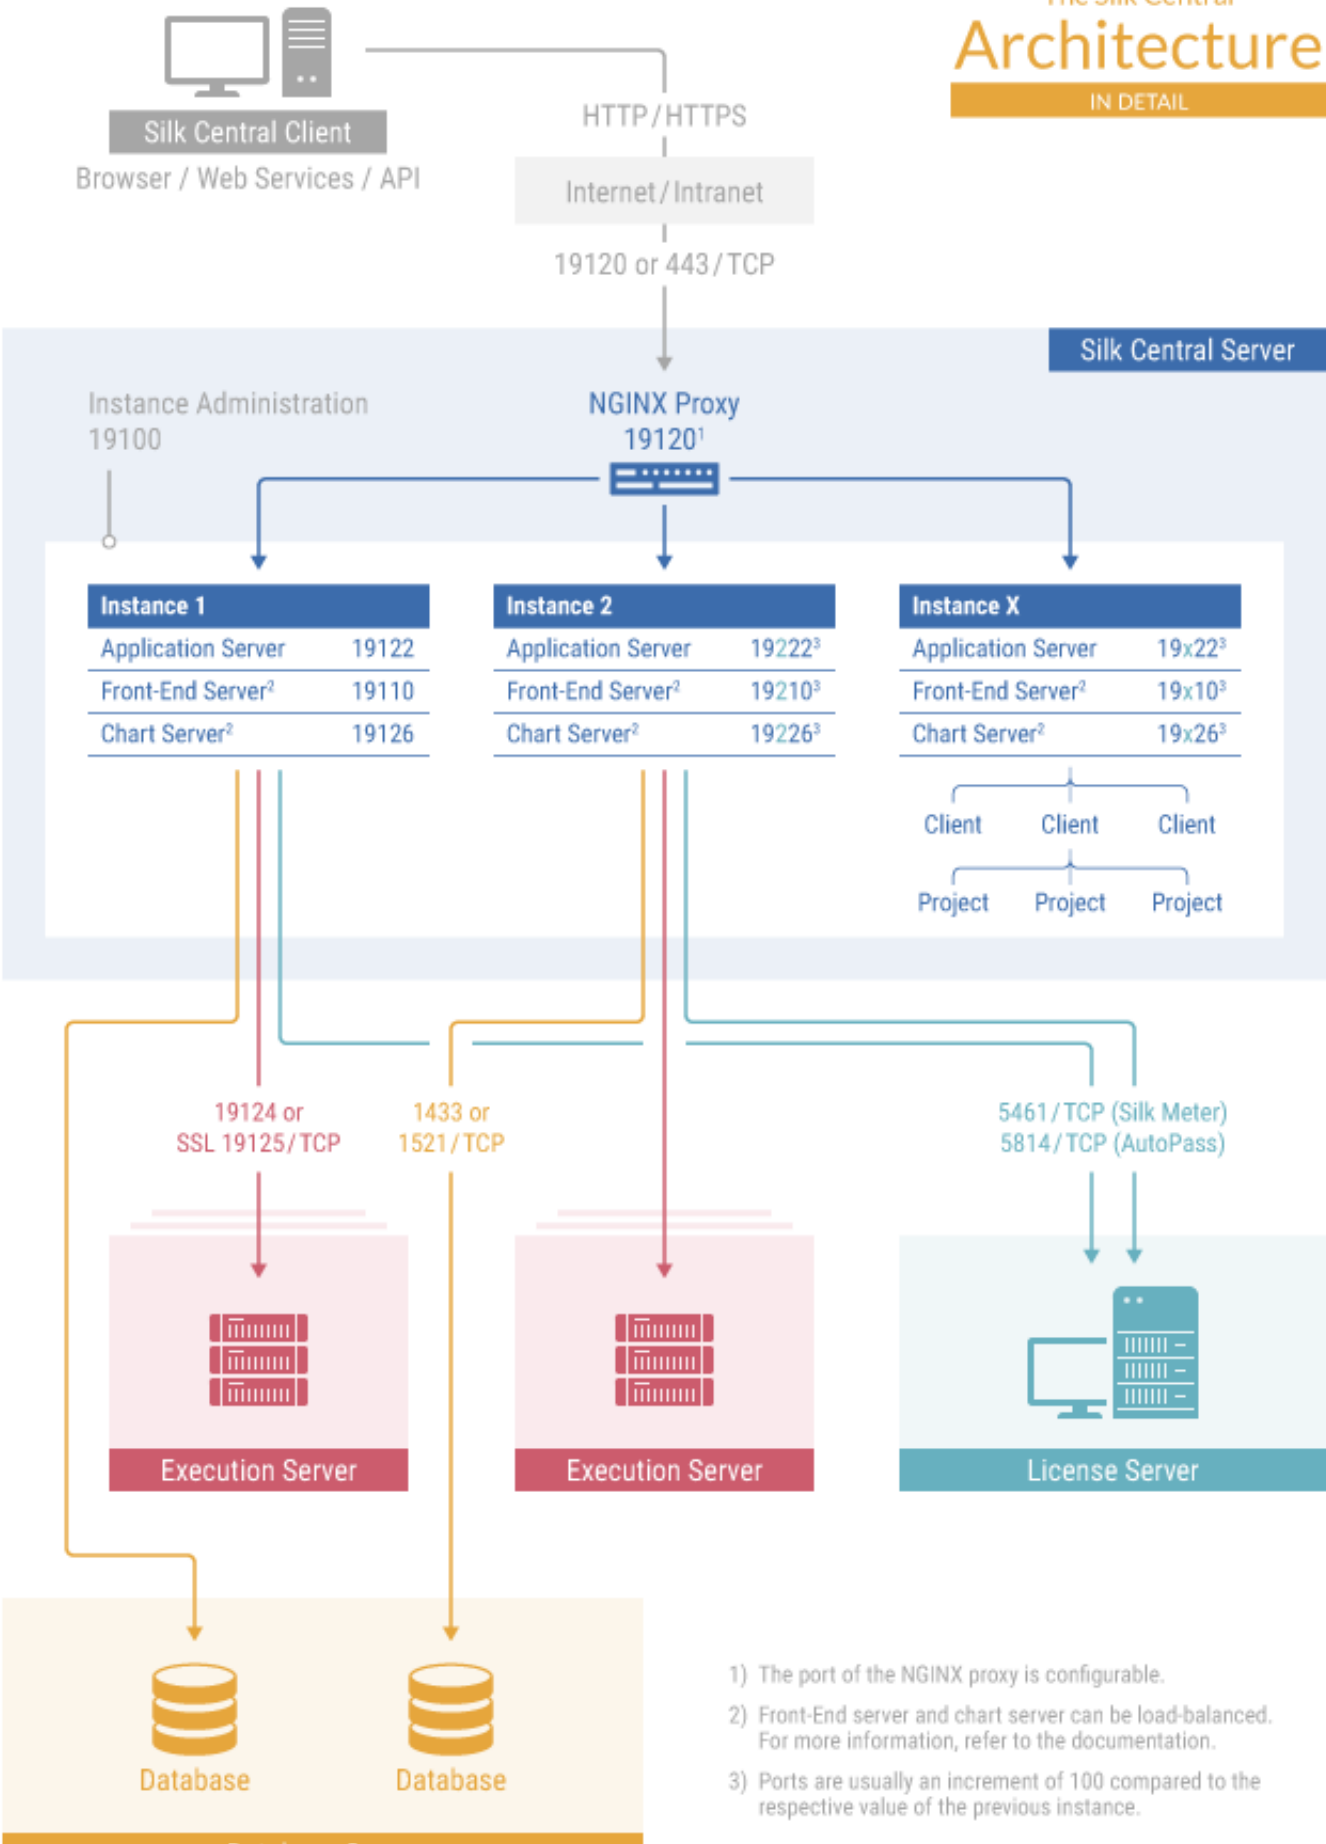 The Silk Central
Architecture
IN DETAIL
Silk Central Client
Browser / Web Services / API
HTTP/HTTPS
Internet/Intranet
19120 or 443/TCP
Silk Central Server
Instance Administration
19100
NGINX Proxy
19120¹
Instance 1
Application Server 19122
Front-End Server² 19110
Chart Server² 19126
Instance 2
Application Server 19222³
Front-End Server² 19210³
Chart Server² 19226³
Instance X
Application Server 19x22³
Front-End Server² 19x10³
Chart Server² 19x26³
Client Client Client
Project Project Project
19124 or
SSL 19125/TCP
1433 or
1521/TCP
5461/TCP (Silk Meter)
5814/TCP (AutoPass)
Execution Server
Execution Server
License Server
Database
Database
1) The port of the NGINX proxy is configurable.
2) Front-End server and chart server can be load-balanced.
For more information, refer to the documentation.
3) Ports are usually an increment of 100 compared to the
respective value of the previous instance.